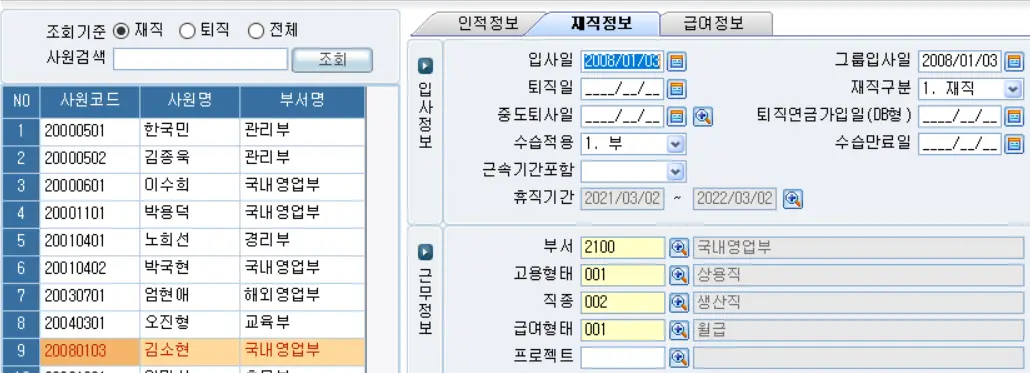 조회기준 재직 퇴직 전체
사원검색 조회
NO 사원코드 사원명 부서명
1 20000501 한국민 관리부
2 20000502 김종욱 관리부
3 20000601 이수희 국내영업부
4 20001101 박용덕 국내영업부
5 20010401 노희선 경리부
6 20010402 박국현 국내영업부
7 20030701 엄현애 해외영업부
8 20040301 오진형 교육부
9 20080103 김소현 국내영업부
인적정보 재직정보 급여정보
입사정보
입사일 2008/01/03 그룹입사일 2008/01/03
퇴직일 ____/__/__ 재직구분 1. 재직
중도퇴사일 ____/__/__ 퇴직연금가입일(DB형) ____/__/__
수습적용 1. 부 수습만료일 ____/__/__
근속기간포함
휴직기간 2021/03/02 ~ 2022/03/02
근무정보
부서 2100 국내영업부
고용형태 001 상용직
직종 002 생산직
급여형태 001 월급
프로젝트